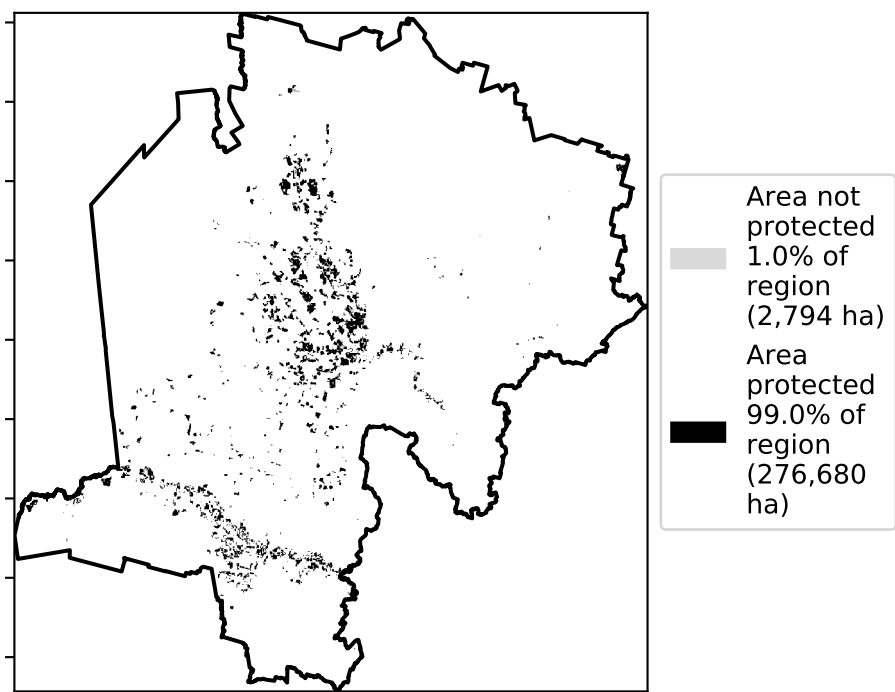 Area not
protected
1.0% of
region
(2,794 ha)
Area
protected
99.0% of
region
(276,680
ha)